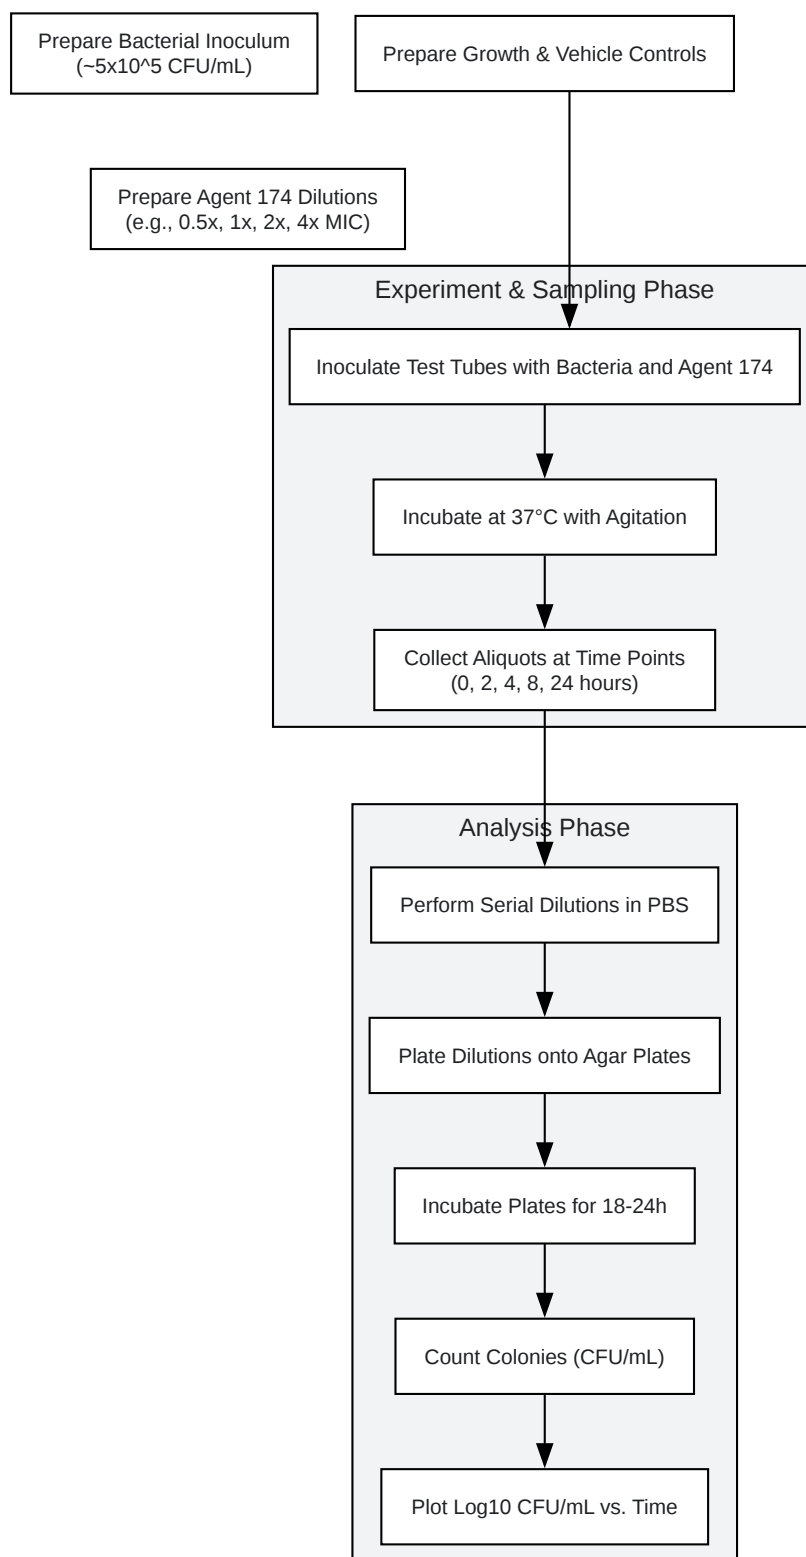 Prepare Bacterial Inoculum
(~5x10^5 CFU/mL)
Prepare Growth & Vehicle Controls
Prepare Agent 174 Dilutions
(e.g., 0.5x, 1x, 2x, 4x MIC)
Experiment & Sampling Phase
Inoculate Test Tubes with Bacteria and Agent 174
Incubate at 37°C with Agitation
Collect Aliquots at Time Points
(0, 2, 4, 8, 24 hours)
Analysis Phase
Perform Serial Dilutions in PBS
Plate Dilutions onto Agar Plates
Incubate Plates for 18-24h
Count Colonies (CFU/mL)
Plot Log10 CFU/mL vs. Time